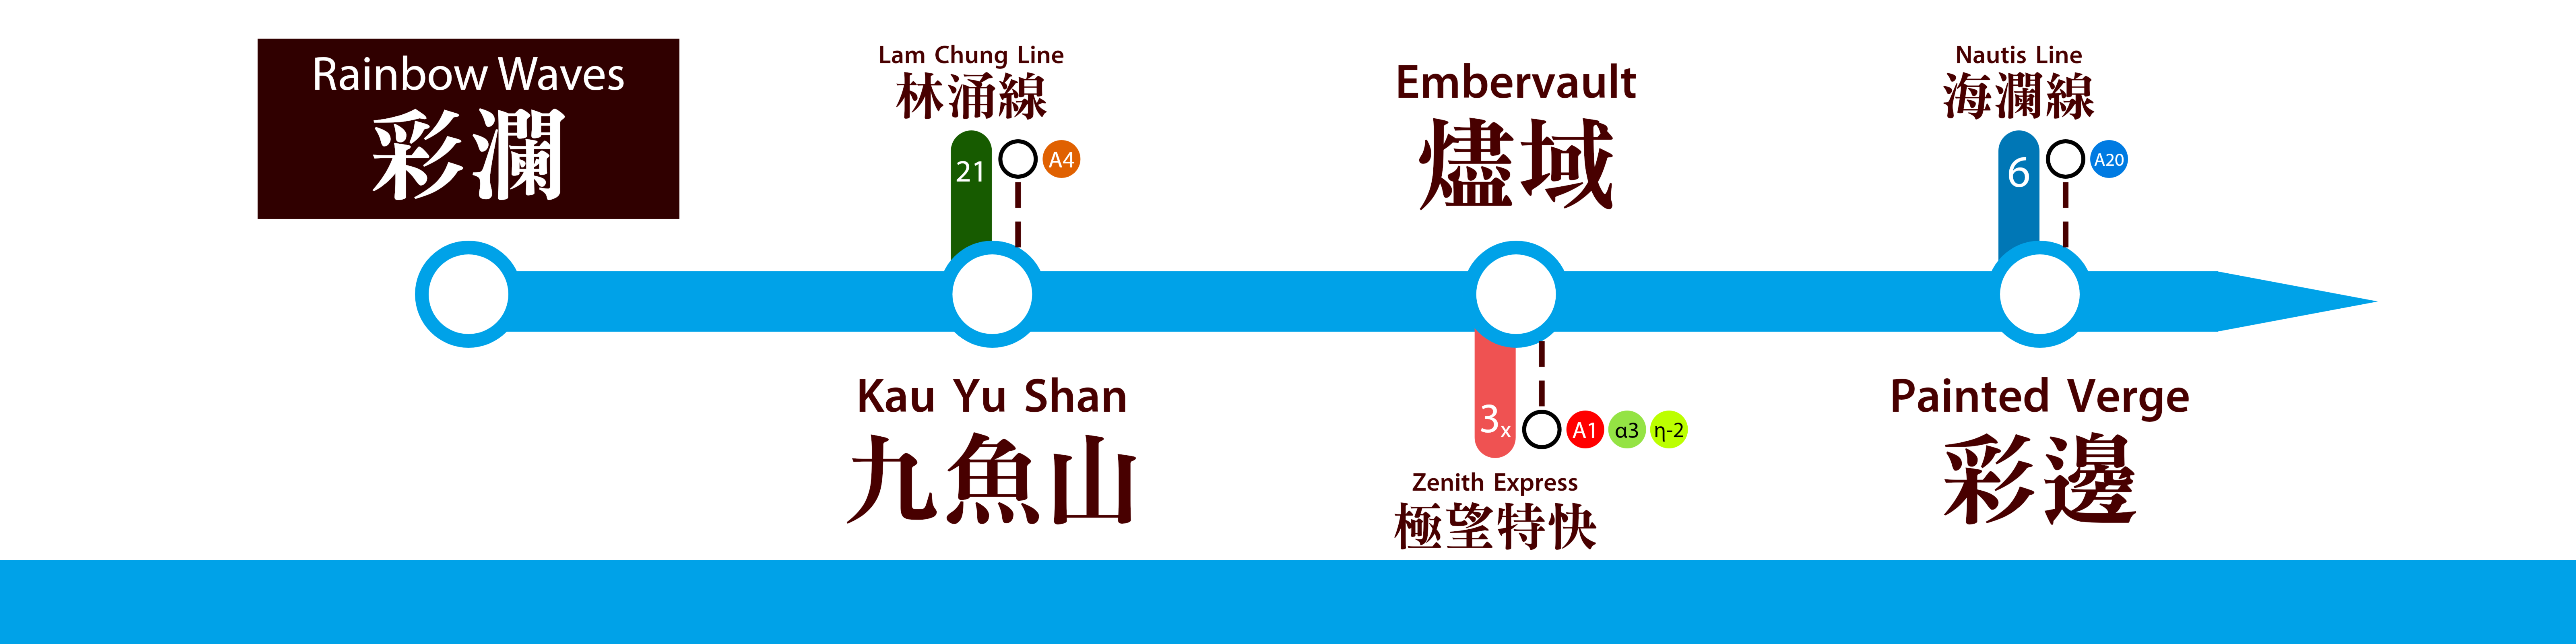 Rainbow Waves
彩瀾
Lam Chung Line
林涌線
21
A4
Kau Yu Shan
九魚山
Embervault
燼域
3x
A1 α3 η-2
Zenith Express
極望特快
Nautis Line
海瀾線
6
A20
Painted Verge
彩邊